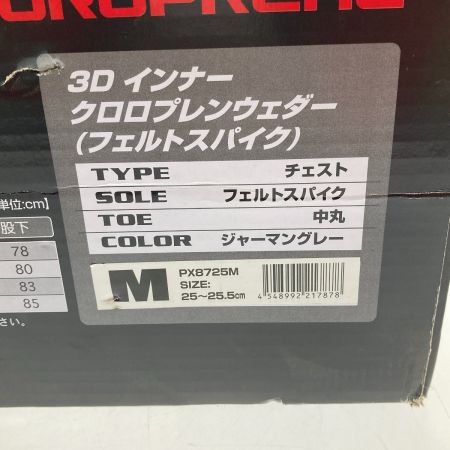 3D インナー
クロロプレンウェダー
(フェルトスパイク)
TYPE チェスト
SOLE フェルトスパイク
TOE 中丸
COLOR ジャーマングレー
M
PX8725M
SIZE:
25〜25.5cm
4 548992 217878
単位:cm]
股下
78
80
83
85
さい。